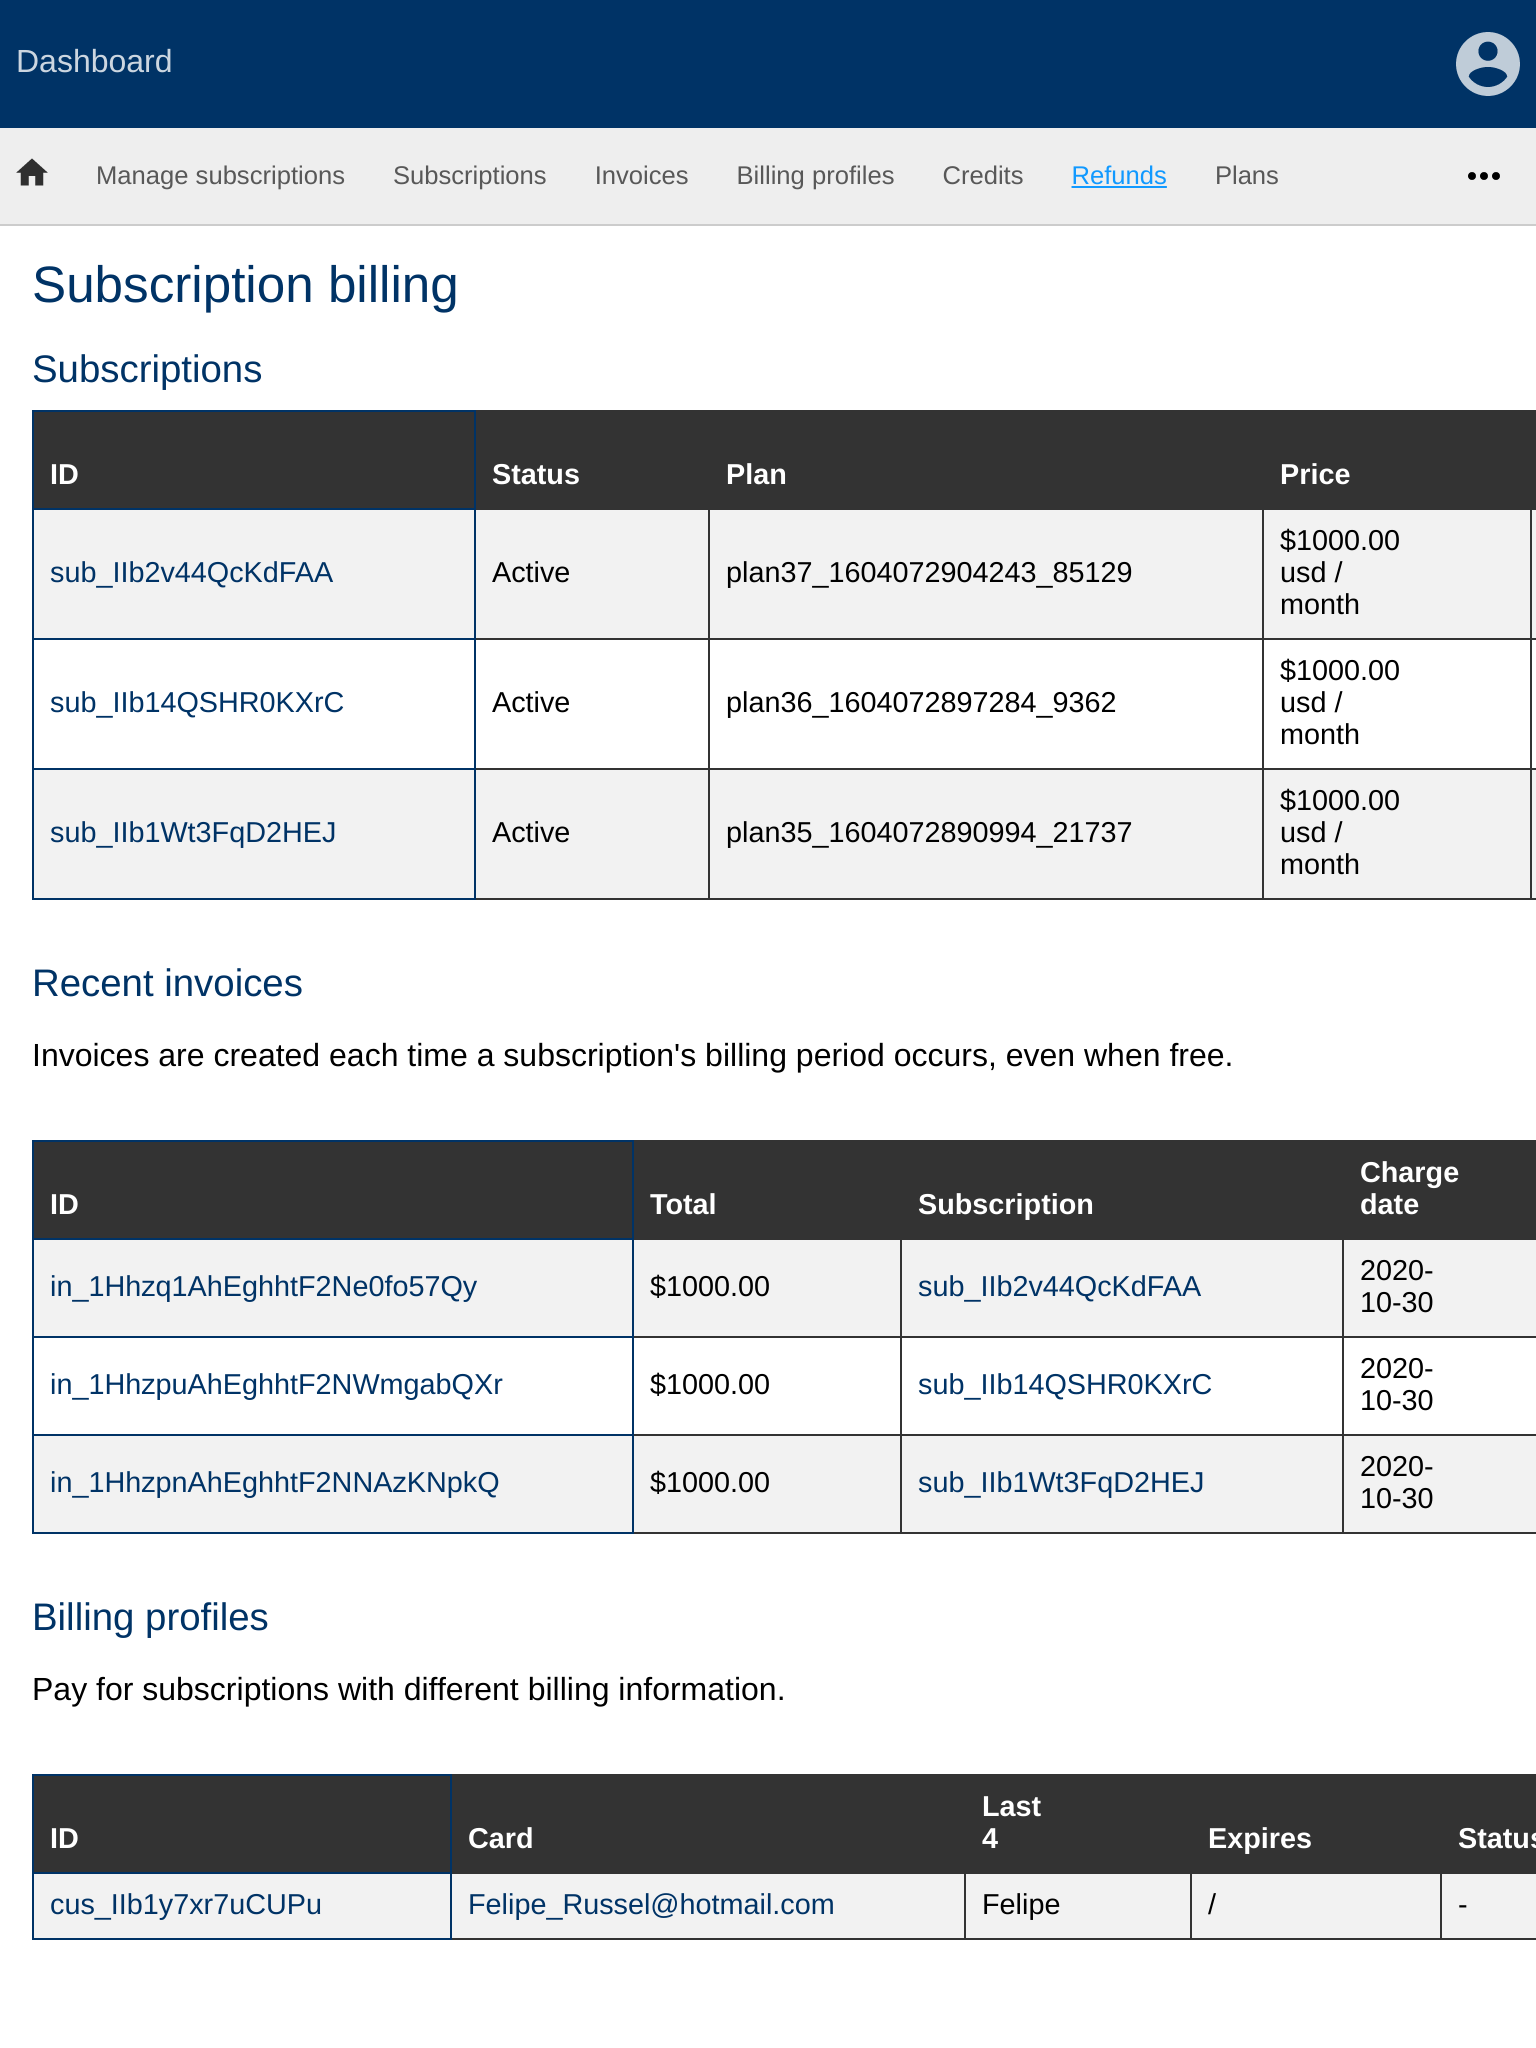 Dashboard
Manage subscriptions Subscriptions Invoices Billing profiles Credits Refunds Plans
Subscription billing
Subscriptions
ID Status Plan Price
sub_IIb2v44QcKdFAA Active plan37_1604072904243_85129 $1000.00
usd /
month
sub_IIb14QSHR0KXrC Active plan36_1604072897284_9362 $1000.00
usd /
month
sub_IIb1Wt3FqD2HEJ Active plan35_1604072890994_21737 $1000.00
usd /
month
Recent invoices
Invoices are created each time a subscription's billing period occurs, even when free.
ID Total Subscription Charge
date
in_1Hhzq1AhEghhtF2Ne0fo57Qy $1000.00 sub_IIb2v44QcKdFAA 2020-
10-30
in_1HhzpuAhEghhtF2NWmgabQXr $1000.00 sub_IIb14QSHR0KXrC 2020-
10-30
in_1HhzpnAhEghhtF2NNAzKNpkQ $1000.00 sub_IIb1Wt3FqD2HEJ 2020-
10-30
Billing profiles
Pay for subscriptions with different billing information.
ID Card Last
4 Expires Status
cus_IIb1y7xr7uCUPu Felipe_Russel@hotmail.com Felipe / -